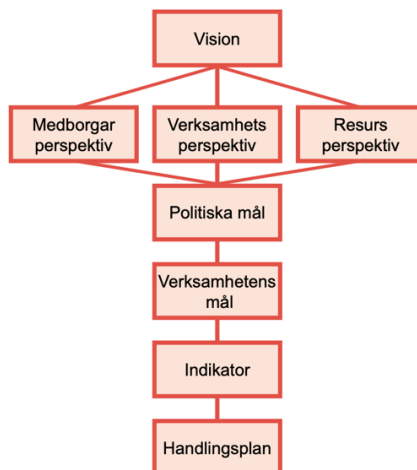 Vision
Medborgar
perspektiv
Verksamhets
perspektiv
Resurs
perspektiv
Politiska mål
Verksamhetens
mål
Indikator
Handlingsplan